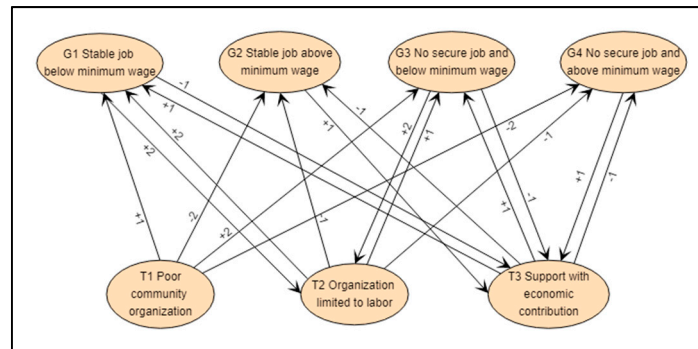 G1 Stable job
below minimum wage
G2 Stable job above
minimum wage
G3 No secure job and
below minimum wage
G4 No secure job and
above minimum wage
-1
+1
-1
+1
+2
+1
-2
-1
+2
+2
-1
+1
-1
+1
-2
+2
-1
+1
-1
T1 Poor
community
organization
T2 Organization
limited to labor
T3 Support with
economic
contribution